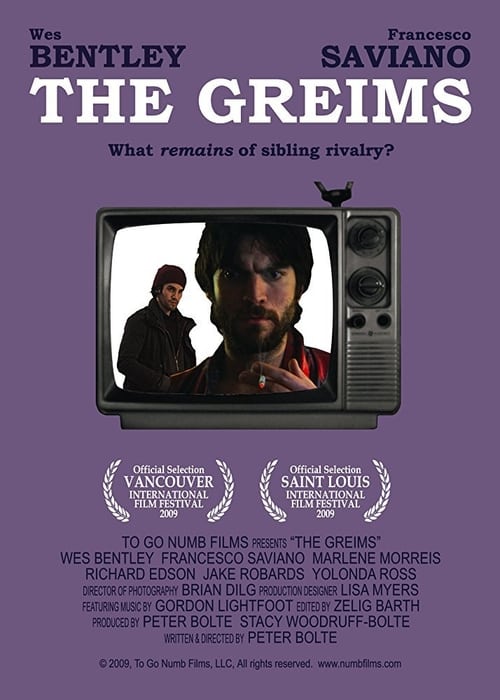 Wes Francesco
BENTLEY SAVIANO
THE GREIMS
What remains of sibling rivalry?
Official Selection
VANCOUVER
INTERNATIONAL
FILM FESTIVAL
2009
Official Selection
SAINT LOUIS
INTERNATIONAL
FILM FESTIVAL
2009
TO GO NUMB FILMS PRESENTS "THE GREIMS"
WES BENTLEY FRANCESCO SAVIANO MARLENE MORREIS
RICHARD EDSON JAKE ROBARDS YOLONDA ROSS
DIRECTOR OF PHOTOGRAPHY BRIAN DILG PRODUCTION DESIGNER LISA MYERS
FEATURING MUSIC BY GORDON LIGHTFOOT EDITED BY ZELIG BARTH
PRODUCED BY PETER BOLTE STACY WOODRUFF-BOLTE
WRITTEN & DIRECTED BY PETER BOLTE
© 2009, To Go Numb Films, LLC, All rights reserved. www.numbfilms.com